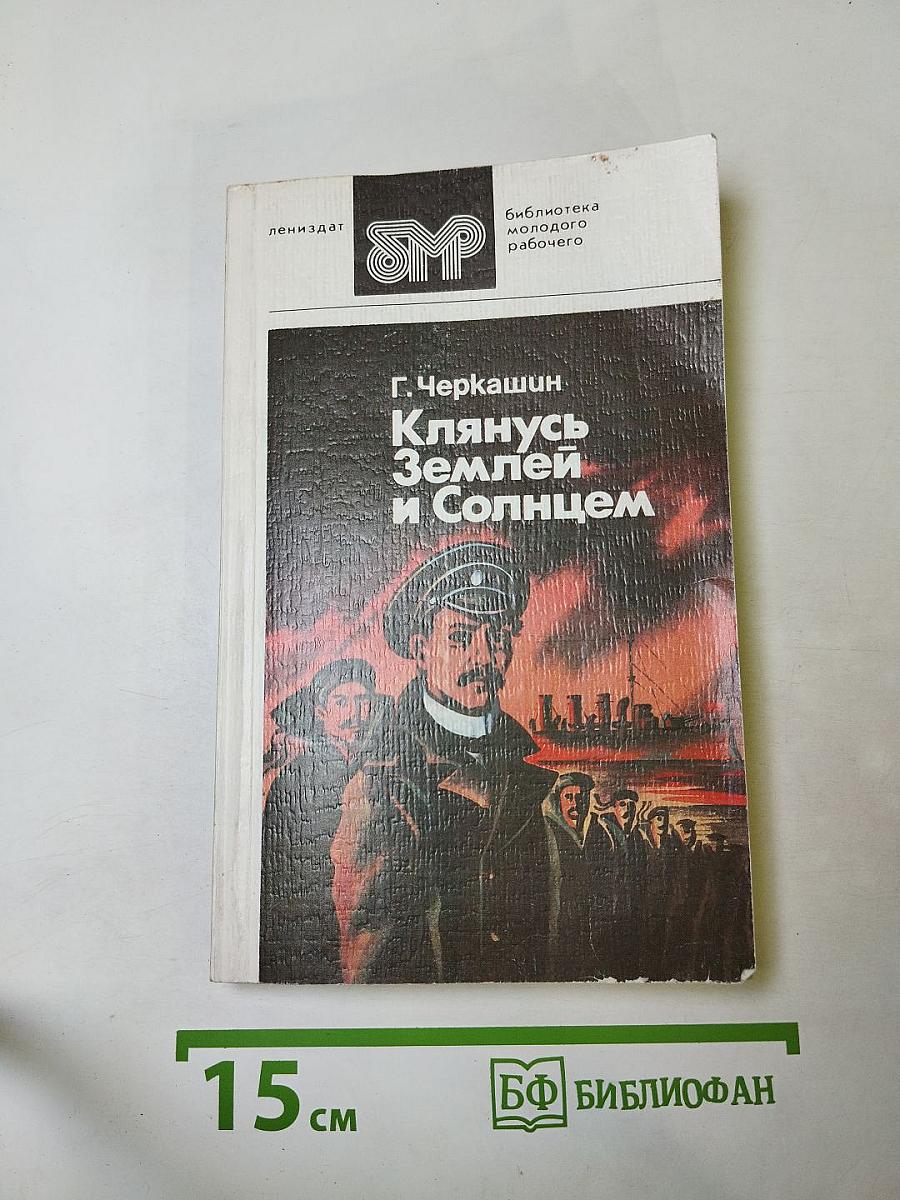 лениздат
бмр
библиотека
молодого
рабочего
Г. Черкашин
Клянусь
Землей
и Солнцем
15 см
БФ БИБЛИОФАН